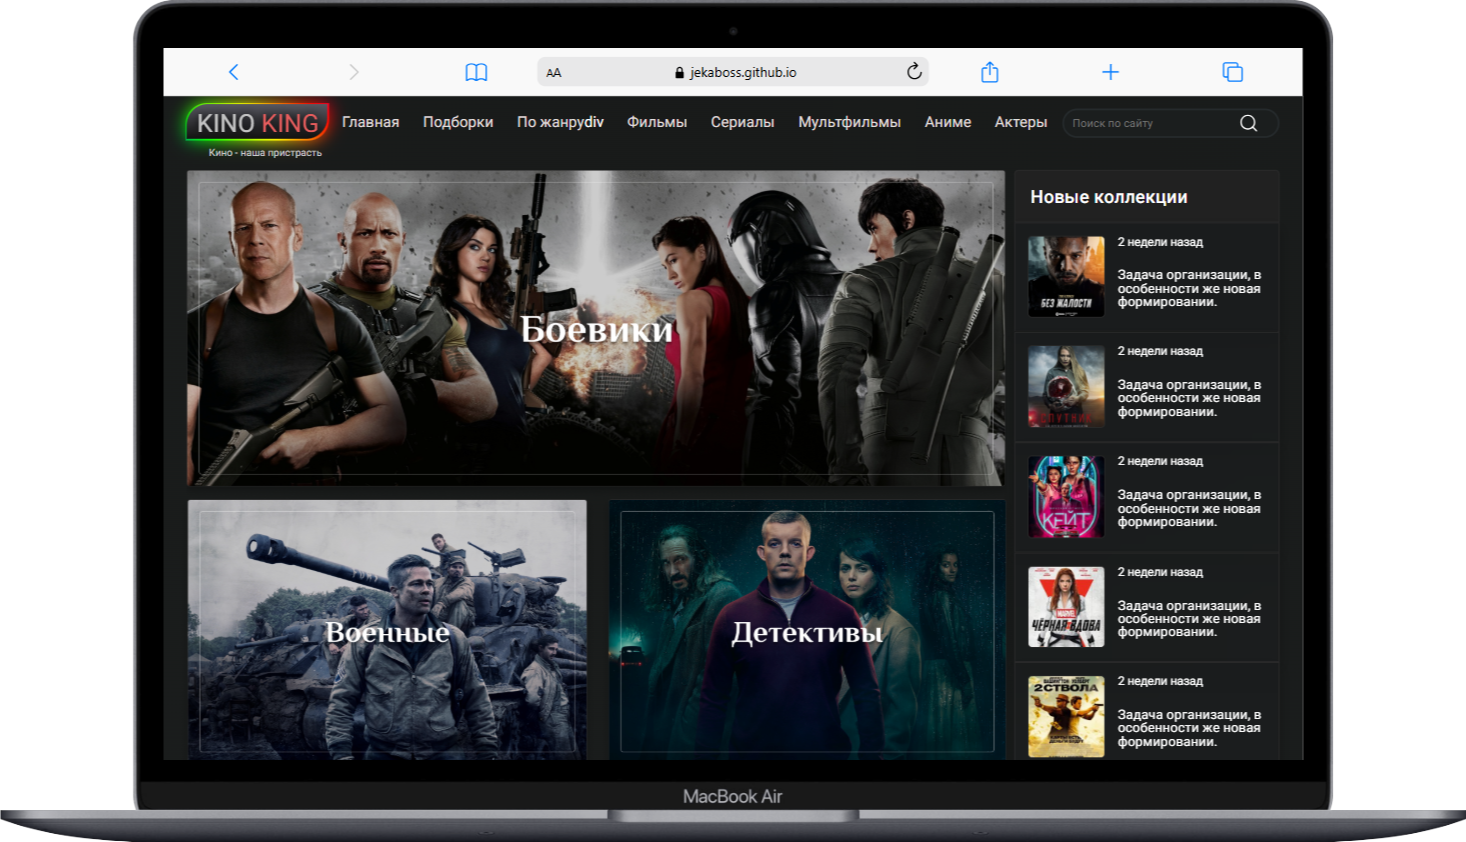 AA
jekaboss.github.io
KINO KING
Кино - наша пристрасть
Главная
Подборки
По жанруdiv
Фильмы
Сериалы
Мультфильмы
Аниме
Актеры
Поиск по сайту
Боевики
Военные
Детективы
Новые коллекции
БЕЗ ЖАЛОСТИ
2 недели назад
Задача организации, в
особенности же новая
формировании.
СПУТНИК
2 недели назад
Задача организации, в
особенности же новая
формировании.
КЕЙТ
2 недели назад
Задача организации, в
особенности же новая
формировании.
MARVEL
ЧЁРНАЯ ВДОВА
2 недели назад
Задача организации, в
особенности же новая
формировании.
2 СТВОЛА
2 недели назад
Задача организации, в
особенности же новая
формировании.
MacBook Air